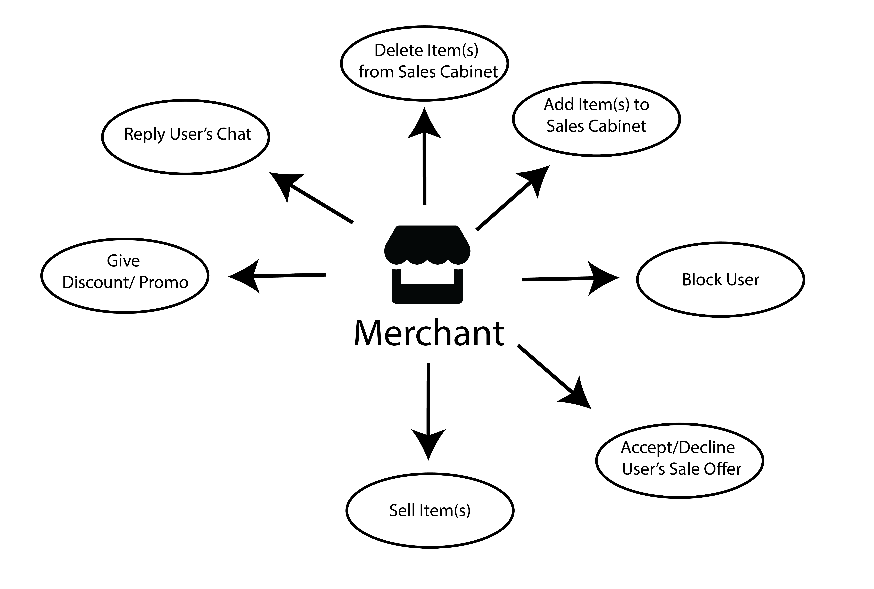 Delete Item(s)
from Sales Cabinet
Add Item(s) to
Sales Cabinet
Reply User's Chat
Give
Discount/ Promo
Block User
Merchant
Accept/Decline
User's Sale Offer
Sell Item(s)